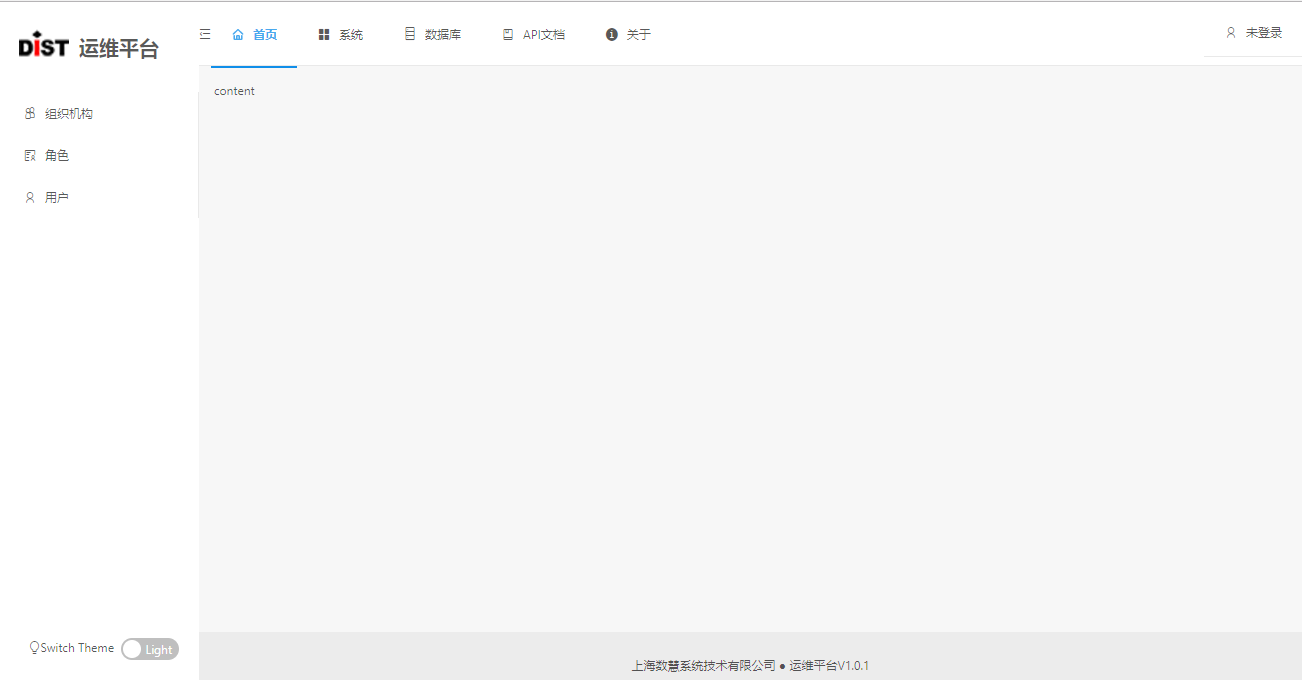 DIST 运维平台
首页 系统 数据库 API文档 关于 未登录
content
组织机构
角色
用户
Switch Theme Light
上海数慧系统技术有限公司 ● 运维平台V1.0.1